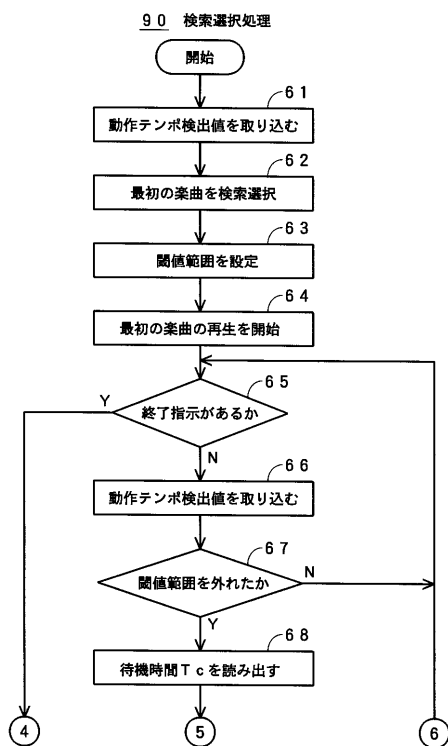 90 検索選択処理
開始
61
動作テンポ検出値を取り込む
62
最初の楽曲を検索選択
63
閾値範囲を設定
64
最初の楽曲の再生を開始
65
Y
終了指示があるか
N
66
動作テンポ検出値を取り込む
67
閾値範囲を外れたか
N
Y
68
待機時間Tcを読み出す
4
5
6